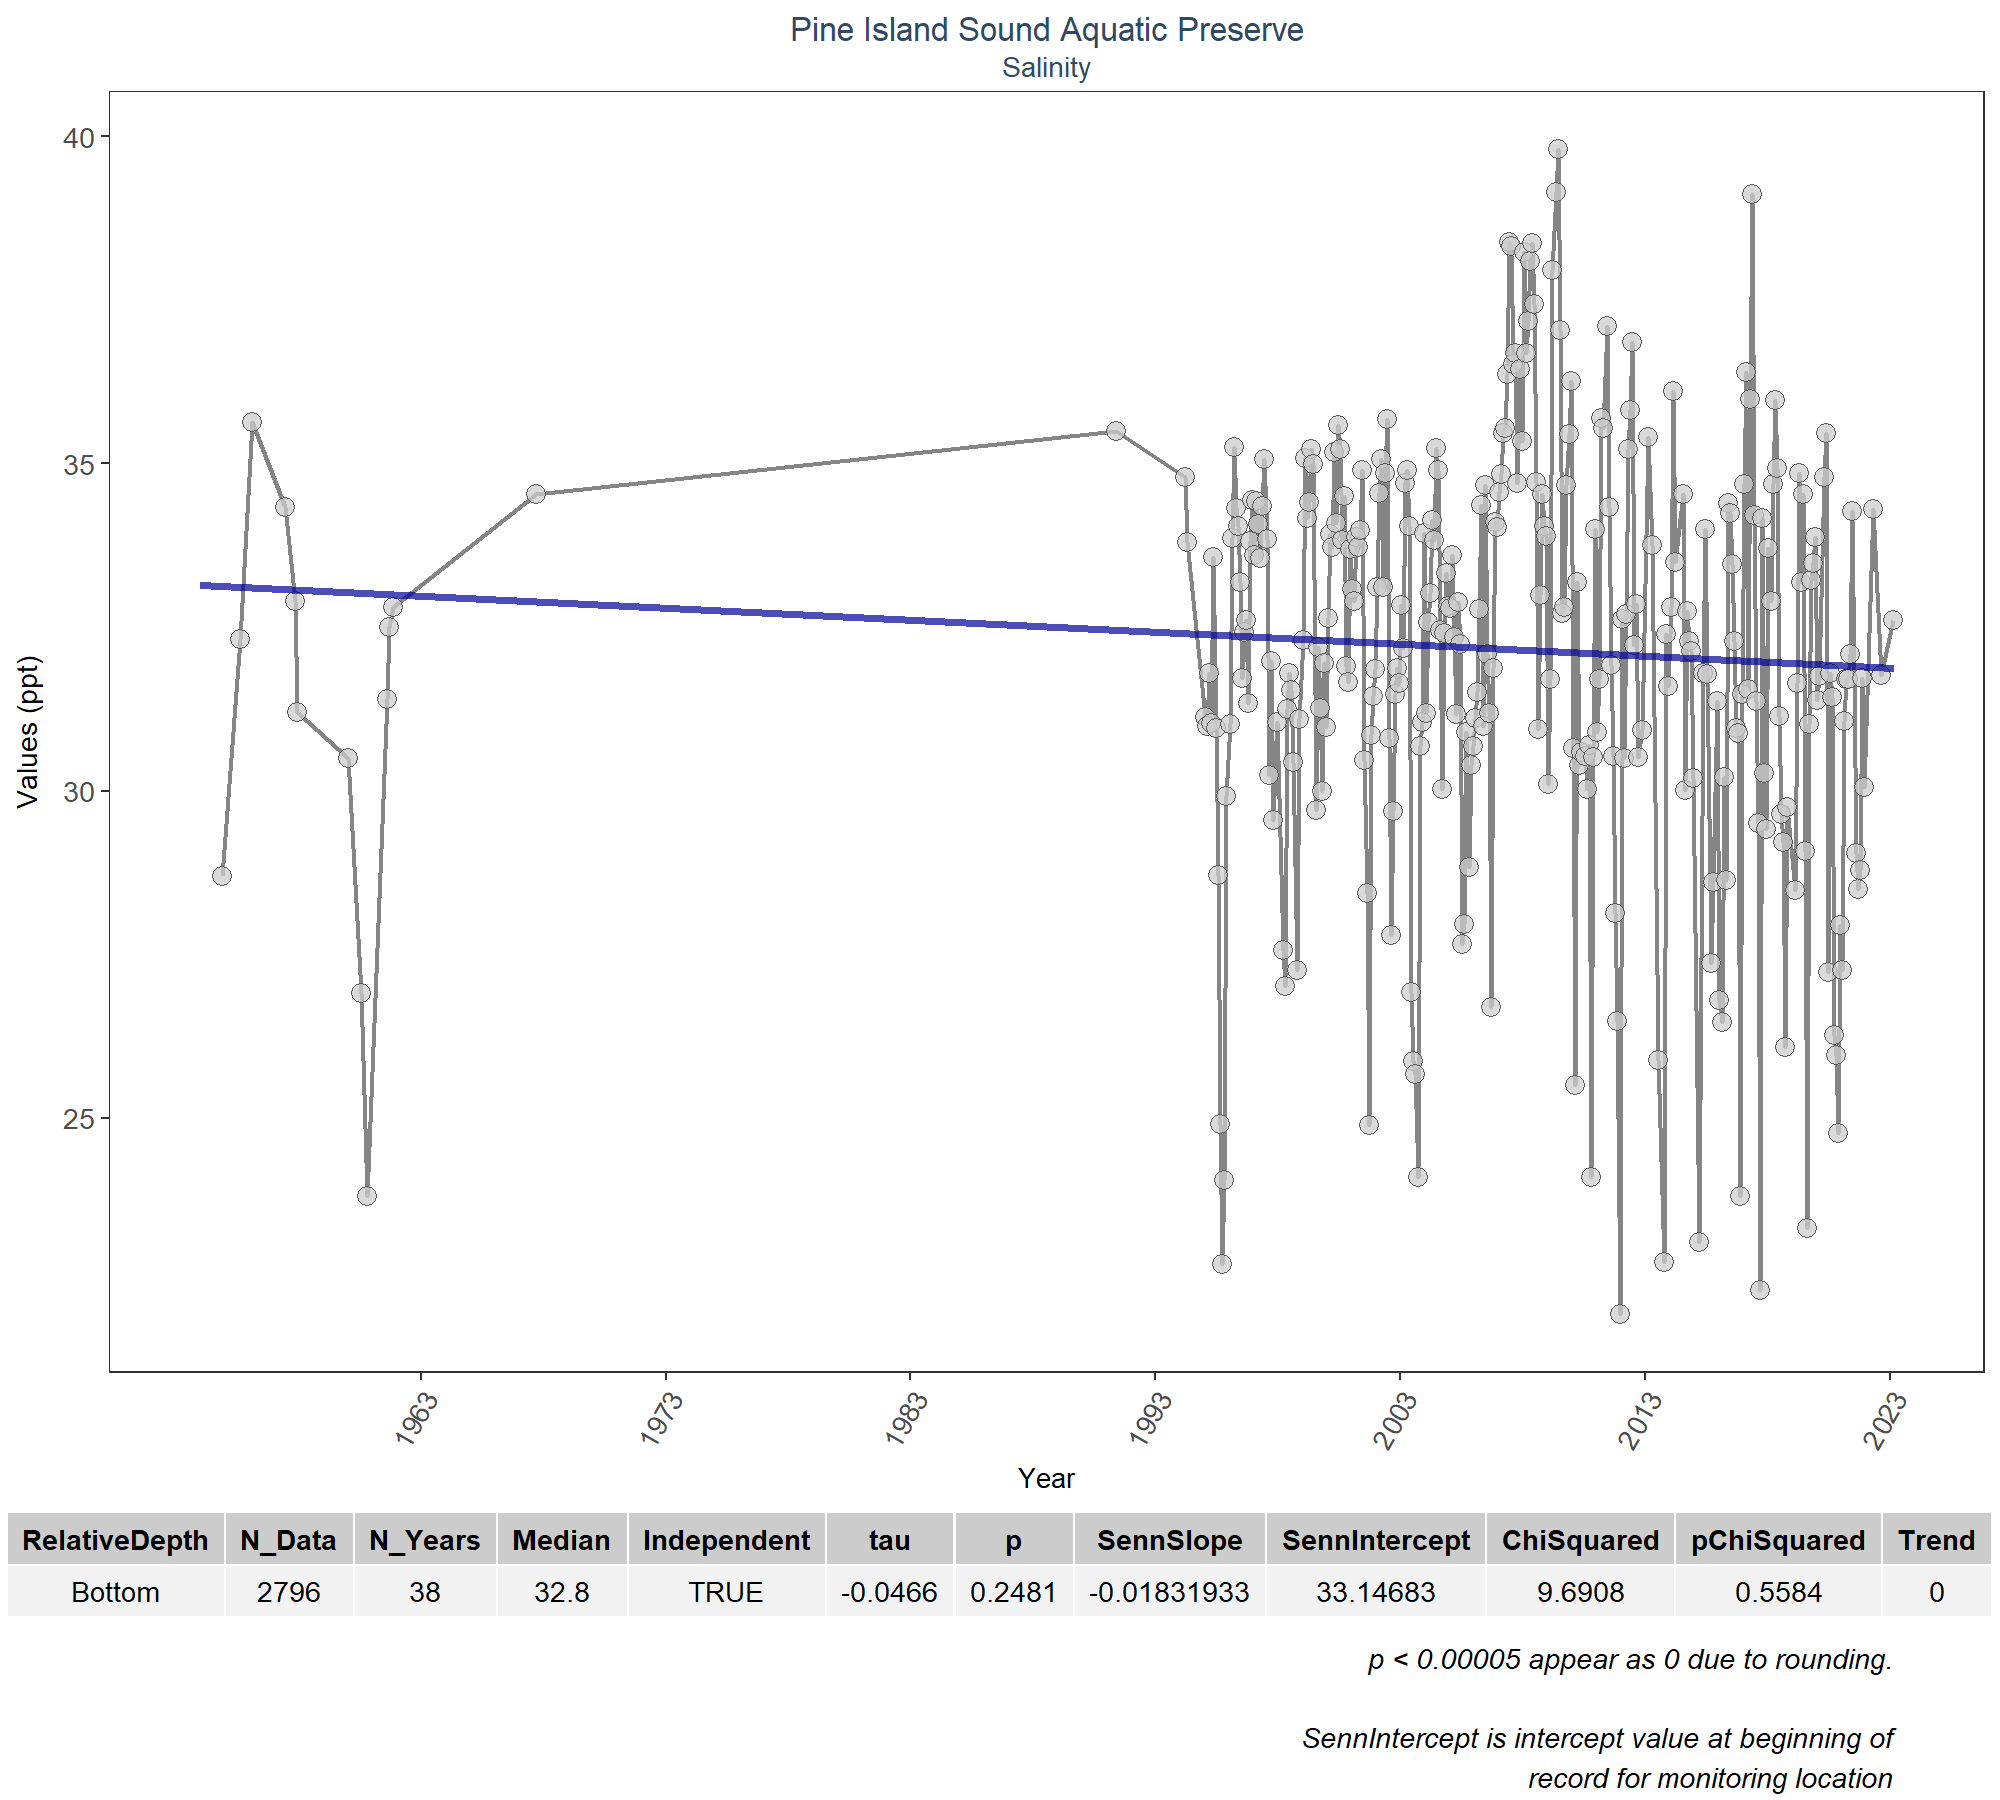 Pine Island Sound Aquatic Preserve
Salinity
40
35
30
25
Values (ppt)
1963 1973 1983 1993 2003 2013 2023
Year
RelativeDepth N_Data N_Years Median Independent tau p SennSlope SennIntercept ChiSquared pChiSquared Trend
Bottom 2796 38 32.8 TRUE -0.0466 0.2481 -0.01831933 33.14683 9.6908 0.5584 0
p < 0.00005 appear as 0 due to rounding.
SennIntercept is intercept value at beginning of
record for monitoring location